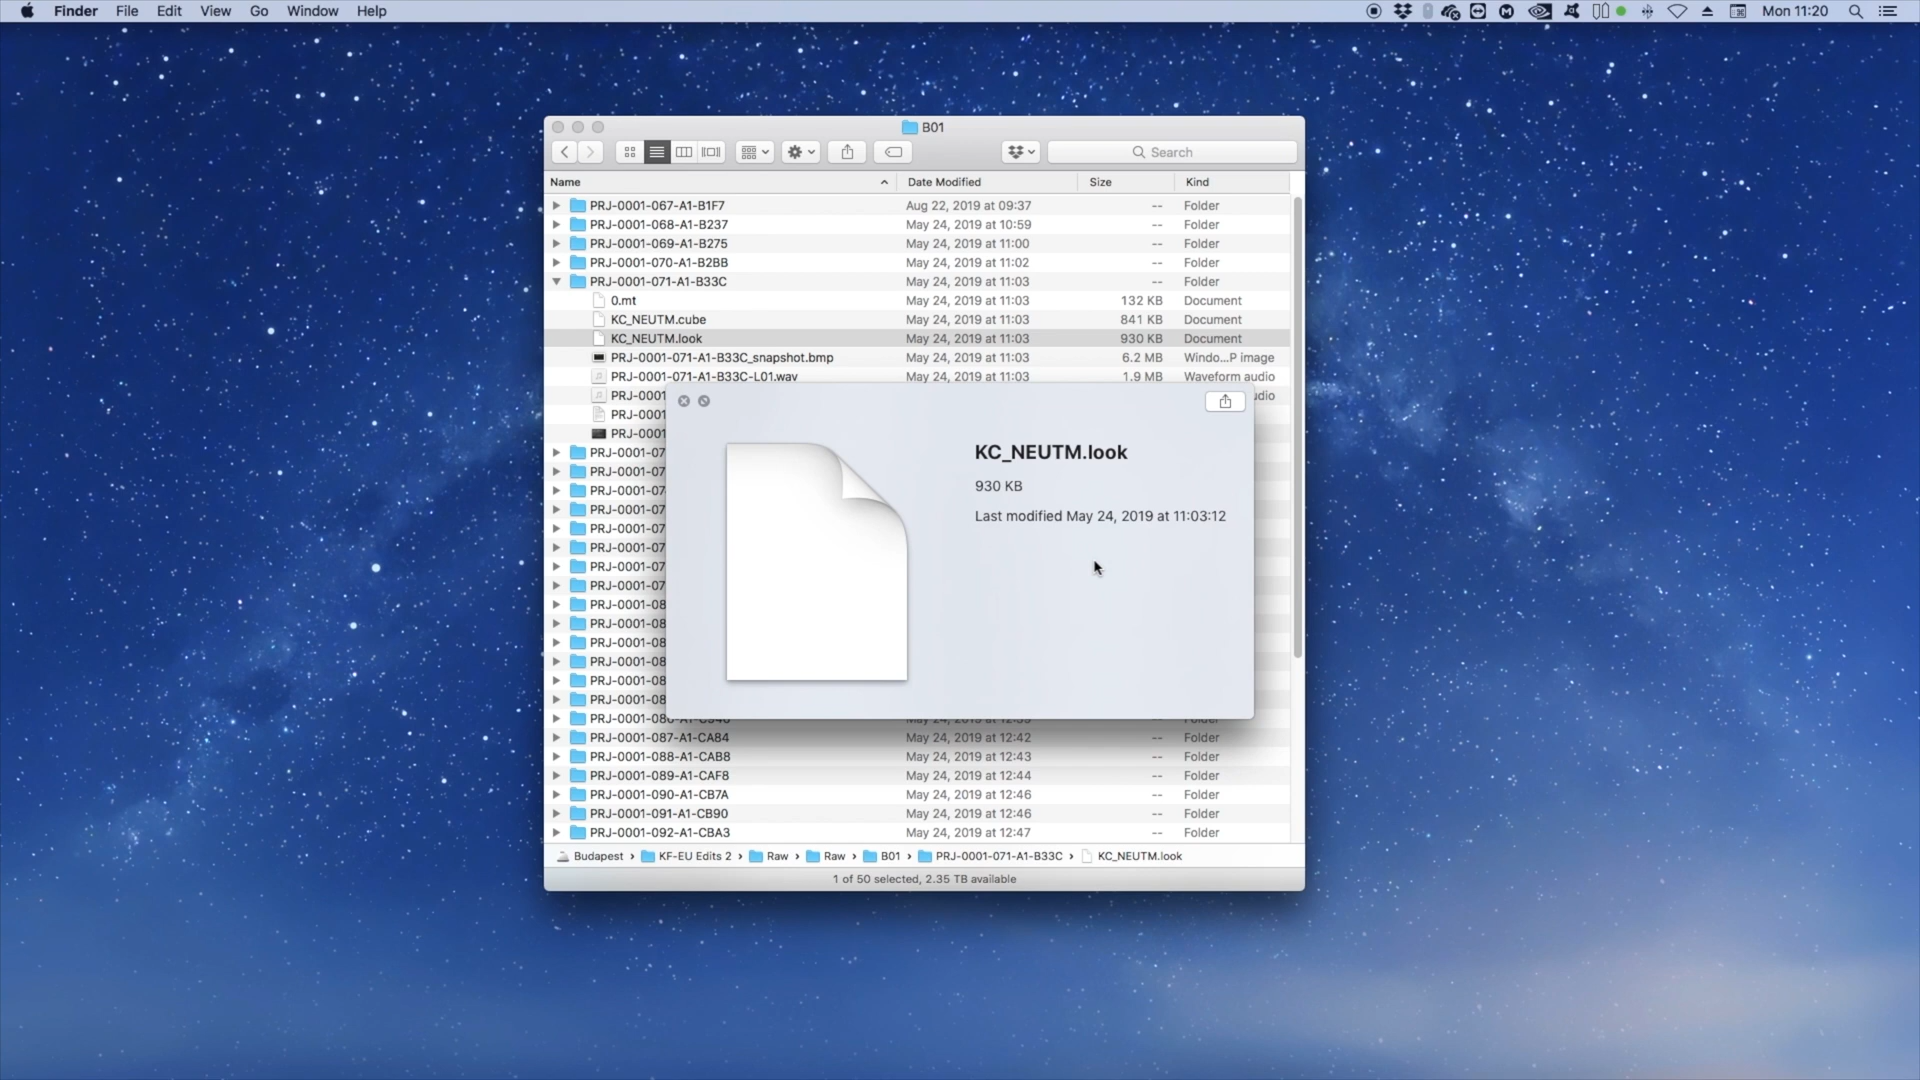 Finder File Edit View Go Window Help Mon 11:20
B01
Search
Name Date Modified Size Kind
PRJ-0001-067-A1-B1F7 Aug 22, 2019 at 09:37 -- Folder
PRJ-0001-068-A1-B237 May 24, 2019 at 10:59 -- Folder
PRJ-0001-069-A1-B275 May 24, 2019 at 11:00 -- Folder
PRJ-0001-070-A1-B2BB May 24, 2019 at 11:02 -- Folder
PRJ-0001-071-A1-B33C May 24, 2019 at 11:03 -- Folder
0.mt May 24, 2019 at 11:03 132 KB Document
KC_NEUTM.cube May 24, 2019 at 11:03 841 KB Document
KC_NEUTM.look May 24, 2019 at 11:03 930 KB Document
PRJ-0001-071-A1-B33C_snapshot.bmp May 24, 2019 at 11:03 6.2 MB Windo...P image
PRJ-0001-071-A1-B33C-L01.wav May 24, 2019 at 11:03 1.9 MB Waveform audio
PRJ-0001
PRJ-0001
PRJ-0001
PRJ-0001-07
PRJ-0001-07
PRJ-0001-07
PRJ-0001-07
PRJ-0001-07
PRJ-0001-07
PRJ-0001-07
PRJ-0001-07
PRJ-0001-08
PRJ-0001-08
PRJ-0001-08
PRJ-0001-08
PRJ-0001-08
PRJ-0001-08
KC_NEUTM.look
930 KB
Last modified May 24, 2019 at 11:03:12
PRJ-0001-087-A1-CA84 May 24, 2019 at 12:42 -- Folder
PRJ-0001-088-A1-CAB8 May 24, 2019 at 12:43 -- Folder
PRJ-0001-089-A1-CAF8 May 24, 2019 at 12:44 -- Folder
PRJ-0001-090-A1-CB7A May 24, 2019 at 12:46 -- Folder
PRJ-0001-091-A1-CB90 May 24, 2019 at 12:46 -- Folder
PRJ-0001-092-A1-CBA3 May 24, 2019 at 12:47 -- Folder
Budapest › KF-EU Edits 2 › Raw › Raw › B01 › PRJ-0001-071-A1-B33C › KC_NEUTM.look
1 of 50 selected, 2.35 TB available